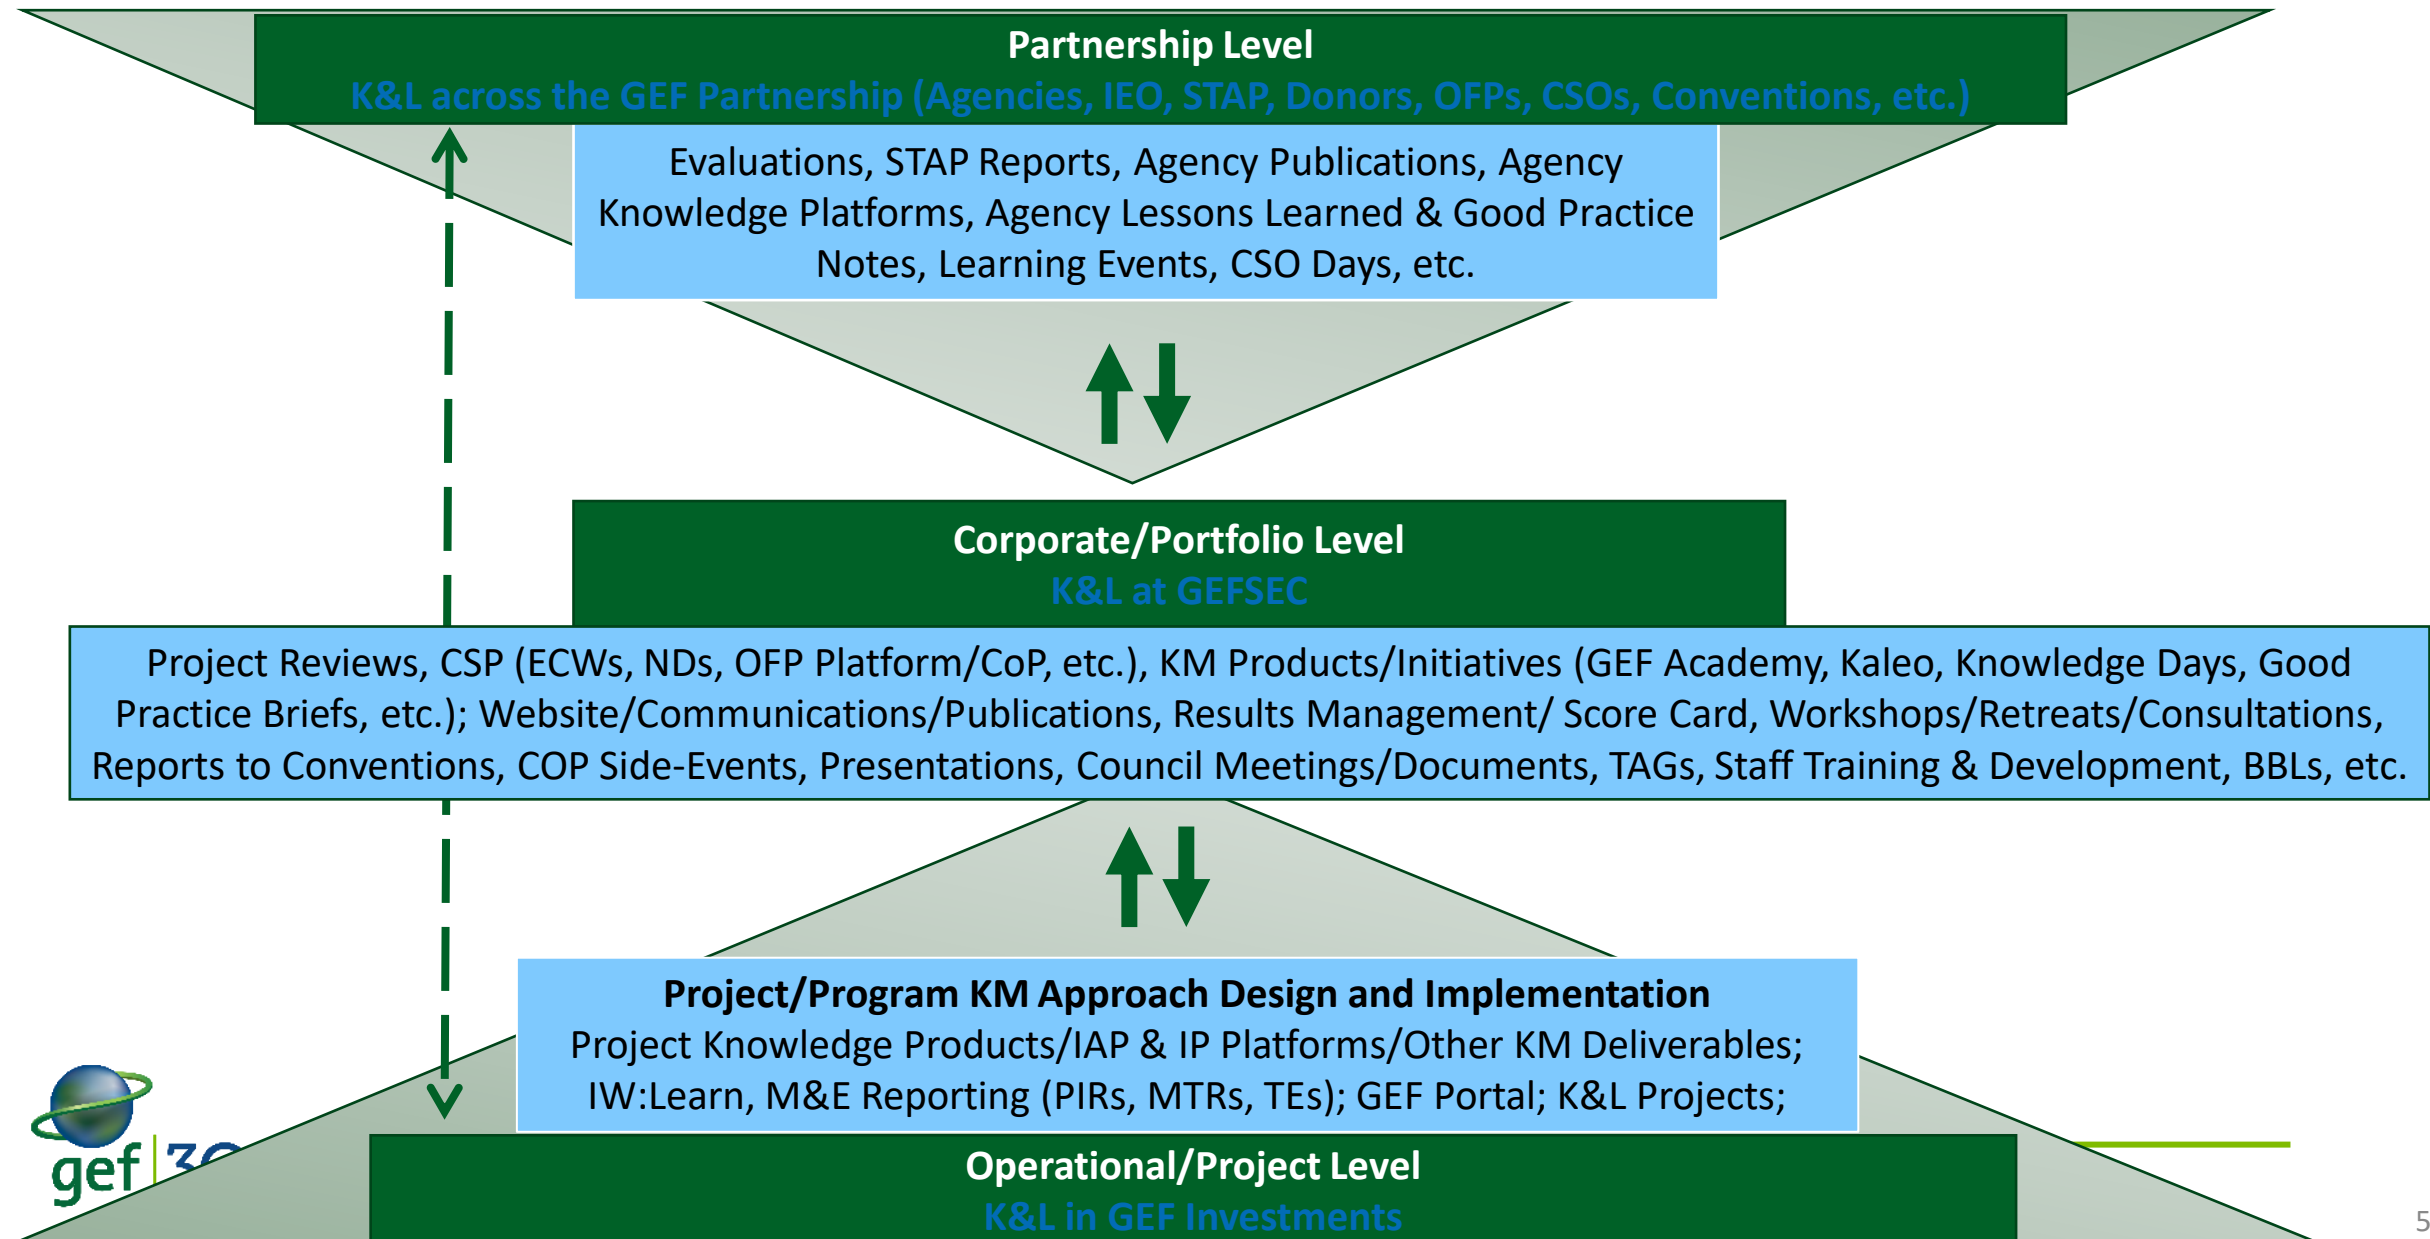 Partnership Level
K&L across the GEF Partnership (Agencies, IEO, STAP, Donors, OFPs, CSOs, Conventions, etc.)
Evaluations, STAP Reports, Agency Publications, Agency
Knowledge Platforms, Agency Lessons Learned & Good Practice
Notes, Learning Events, CSO Days, etc.
Corporate/Portfolio Level
K&L at GEFSEC
Project Reviews, CSP (ECWs, NDs, OFP Platform/CoP, etc.), KM Products/Initiatives (GEF Academy, Kaleo, Knowledge Days, Good
Practice Briefs, etc.); Website/Communications/Publications, Results Management/ Score Card, Workshops/Retreats/Consultations,
Reports to Conventions, COP Side-Events, Presentations, Council Meetings/Documents, TAGs, Staff Training & Development, BBLs, etc.
Project/Program KM Approach Design and Implementation
Project Knowledge Products/IAP & IP Platforms/Other KM Deliverables;
IW:Learn, M&E Reporting (PIRs, MTRs, TEs); GEF Portal; K&L Projects;
gef
Operational/Project Level
K&L in GEF Investments
5